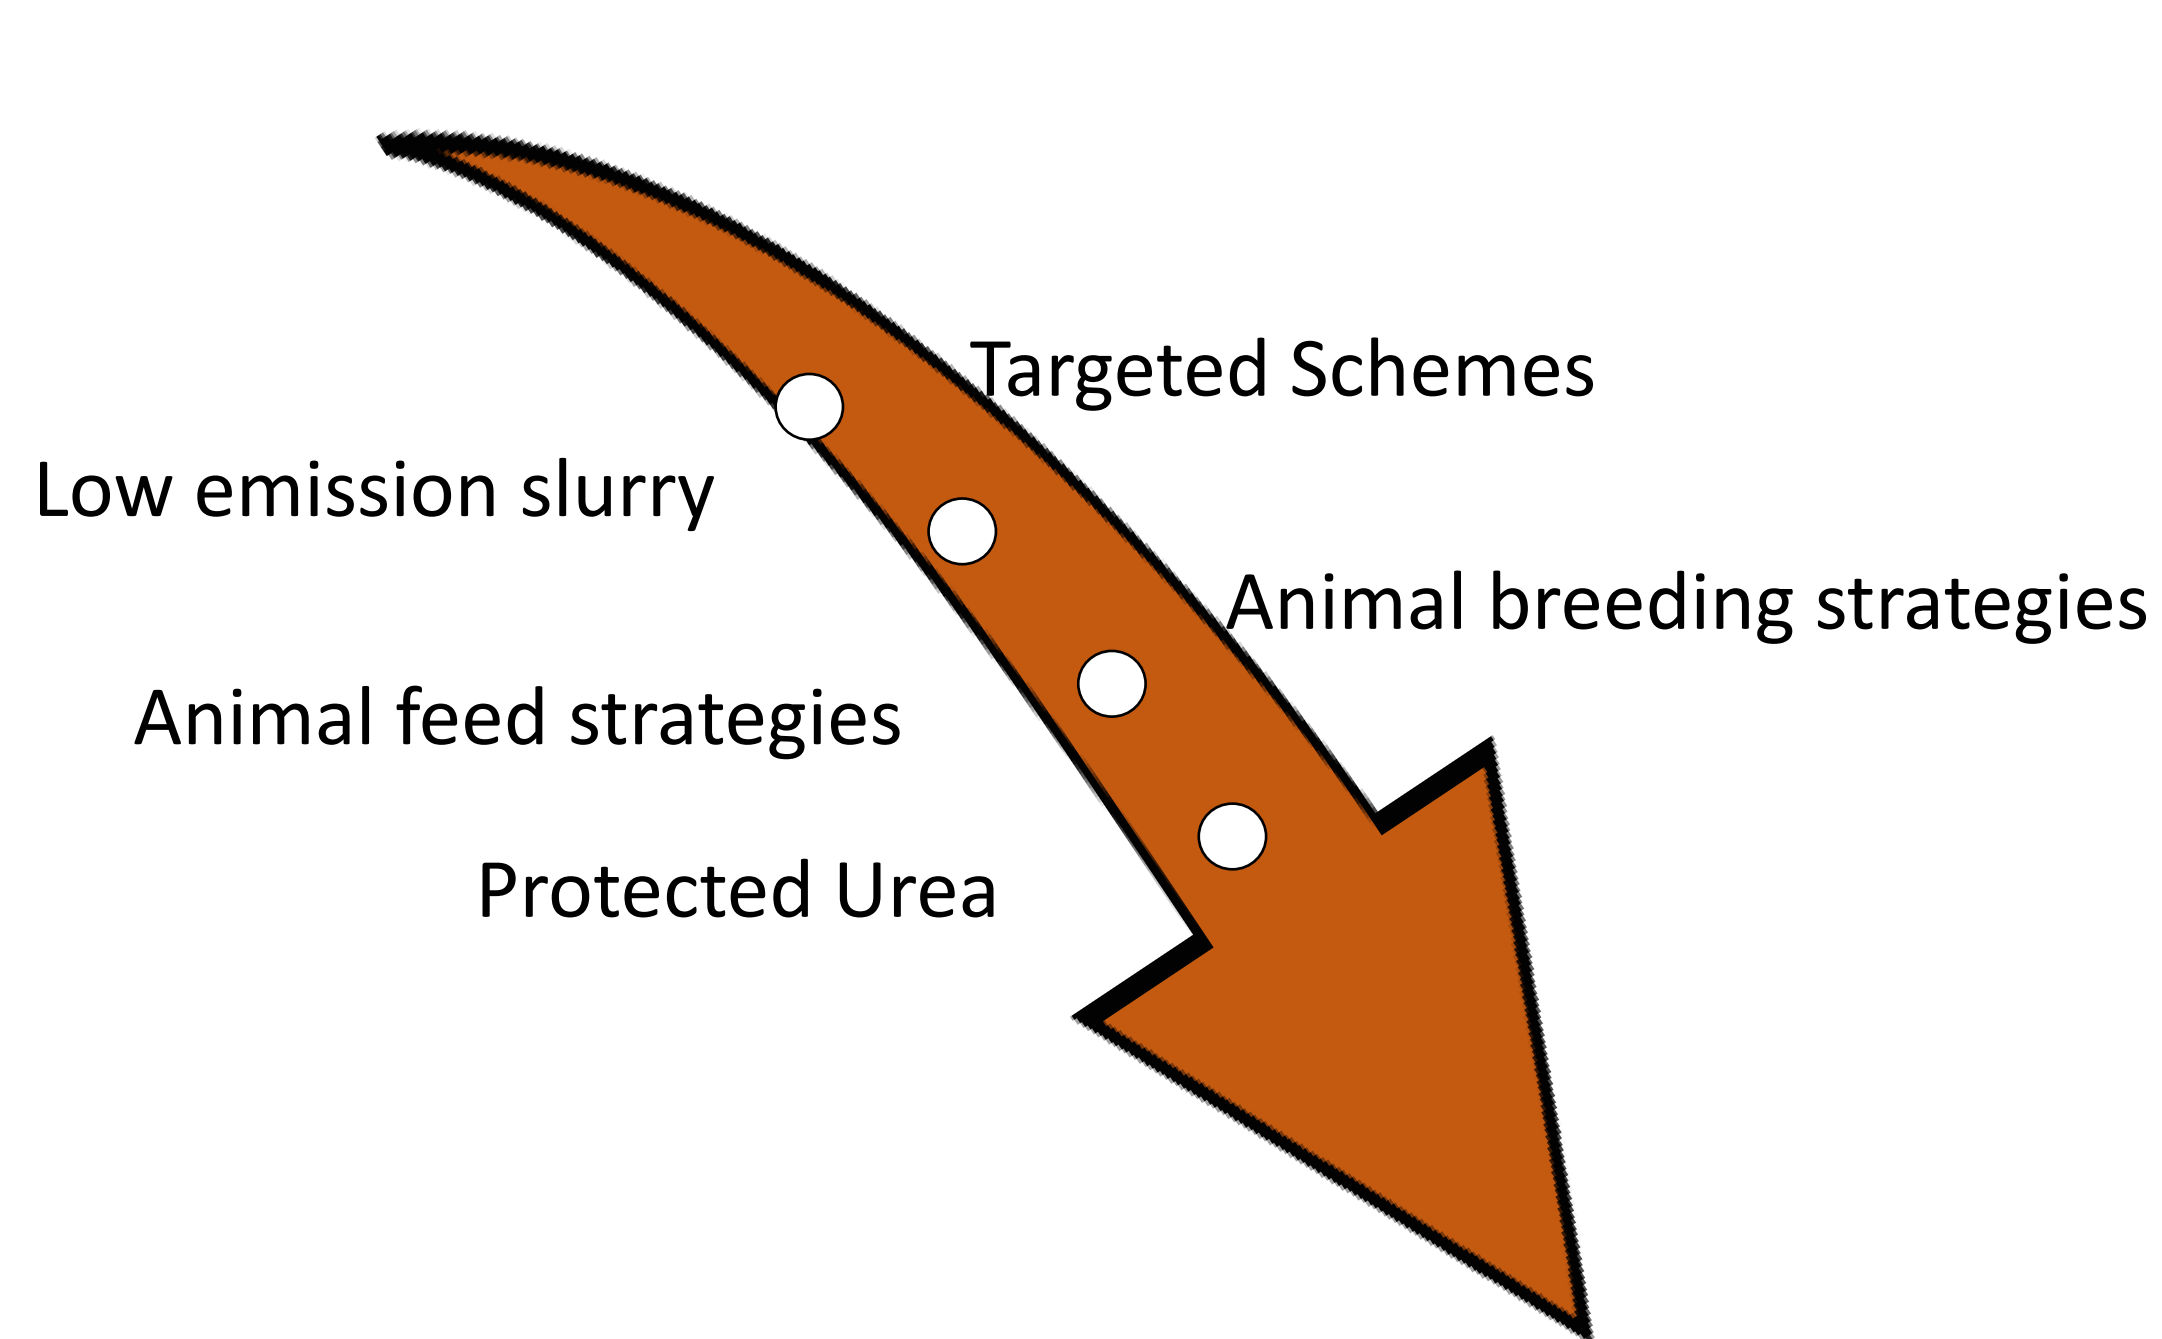 Targeted Schemes
Low emission slurry
Animal breeding strategies
Animal feed strategies
Protected Urea